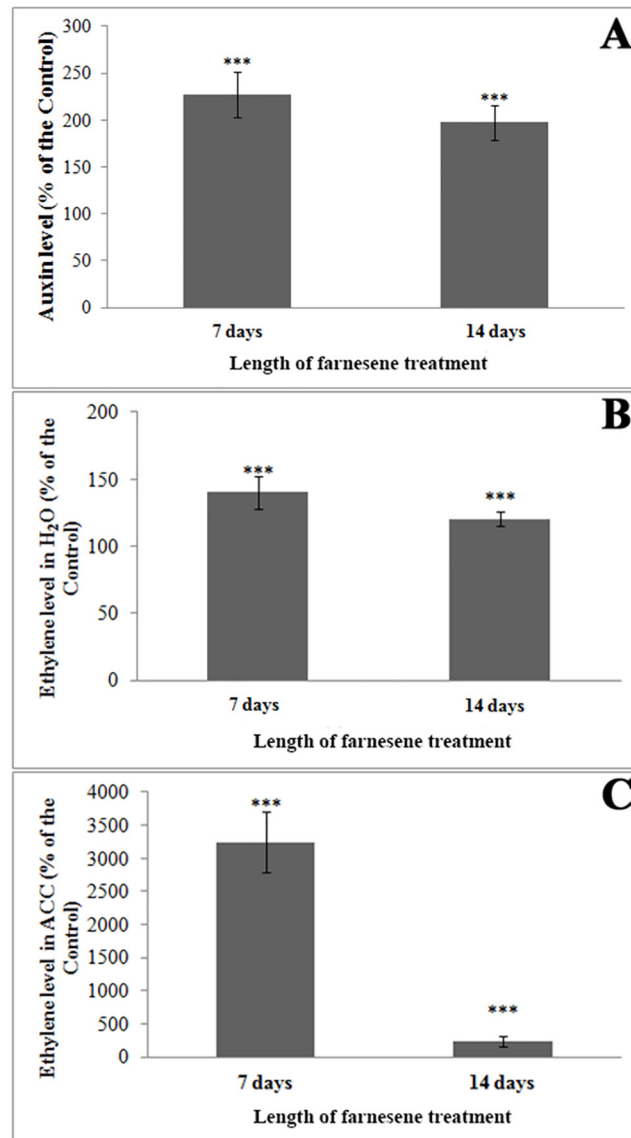 A
Auxin level (% of the Control)
300
250
200
150
100
50
0
***
***
7 days
14 days
Length of farnesene treatment
B
Ethylene level in H₂O (% of the
Control)
200
150
100
50
0
***
***
7 days
14 days
Length of farnesene treatment
C
Ethylene level in ACC (% of the
Control)
4000
3500
3000
2500
2000
1500
1000
500
0
***
***
7 days
14 days
Length of farnesene treatment